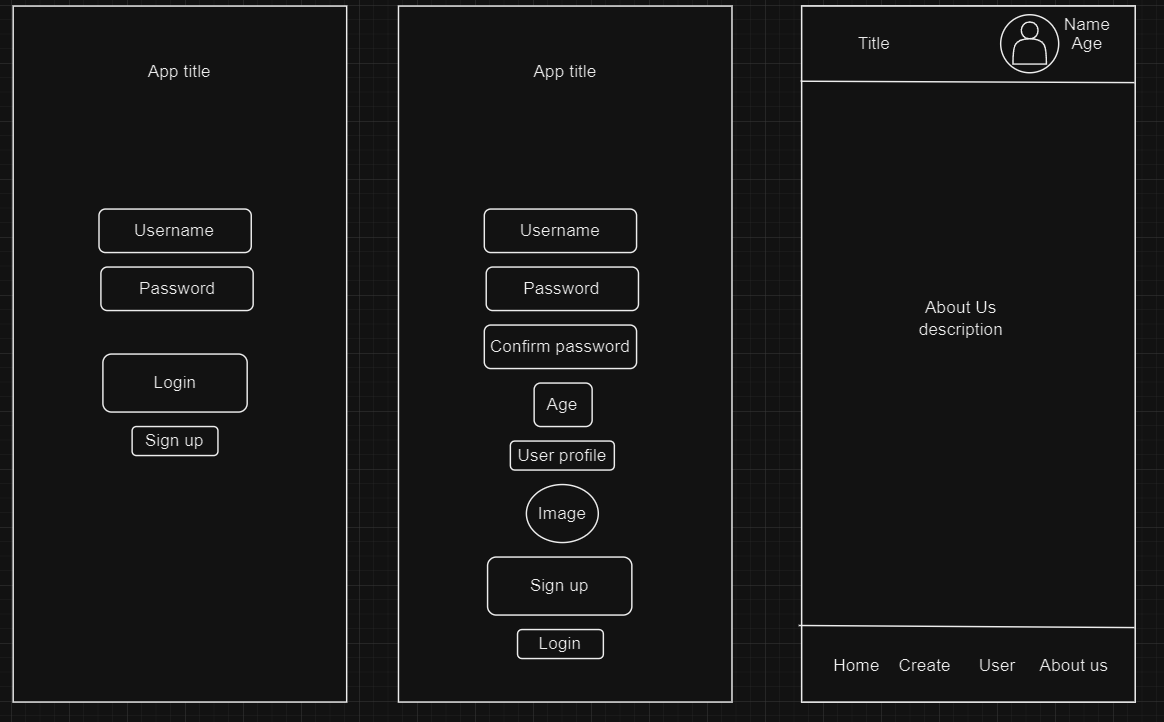 App title
Username
Password
Login
Sign up
App title
Username
Password
Confirm password
Age
User profile
Image
Sign up
Login
Title
Name
Age
About Us
description
Home Create User About us